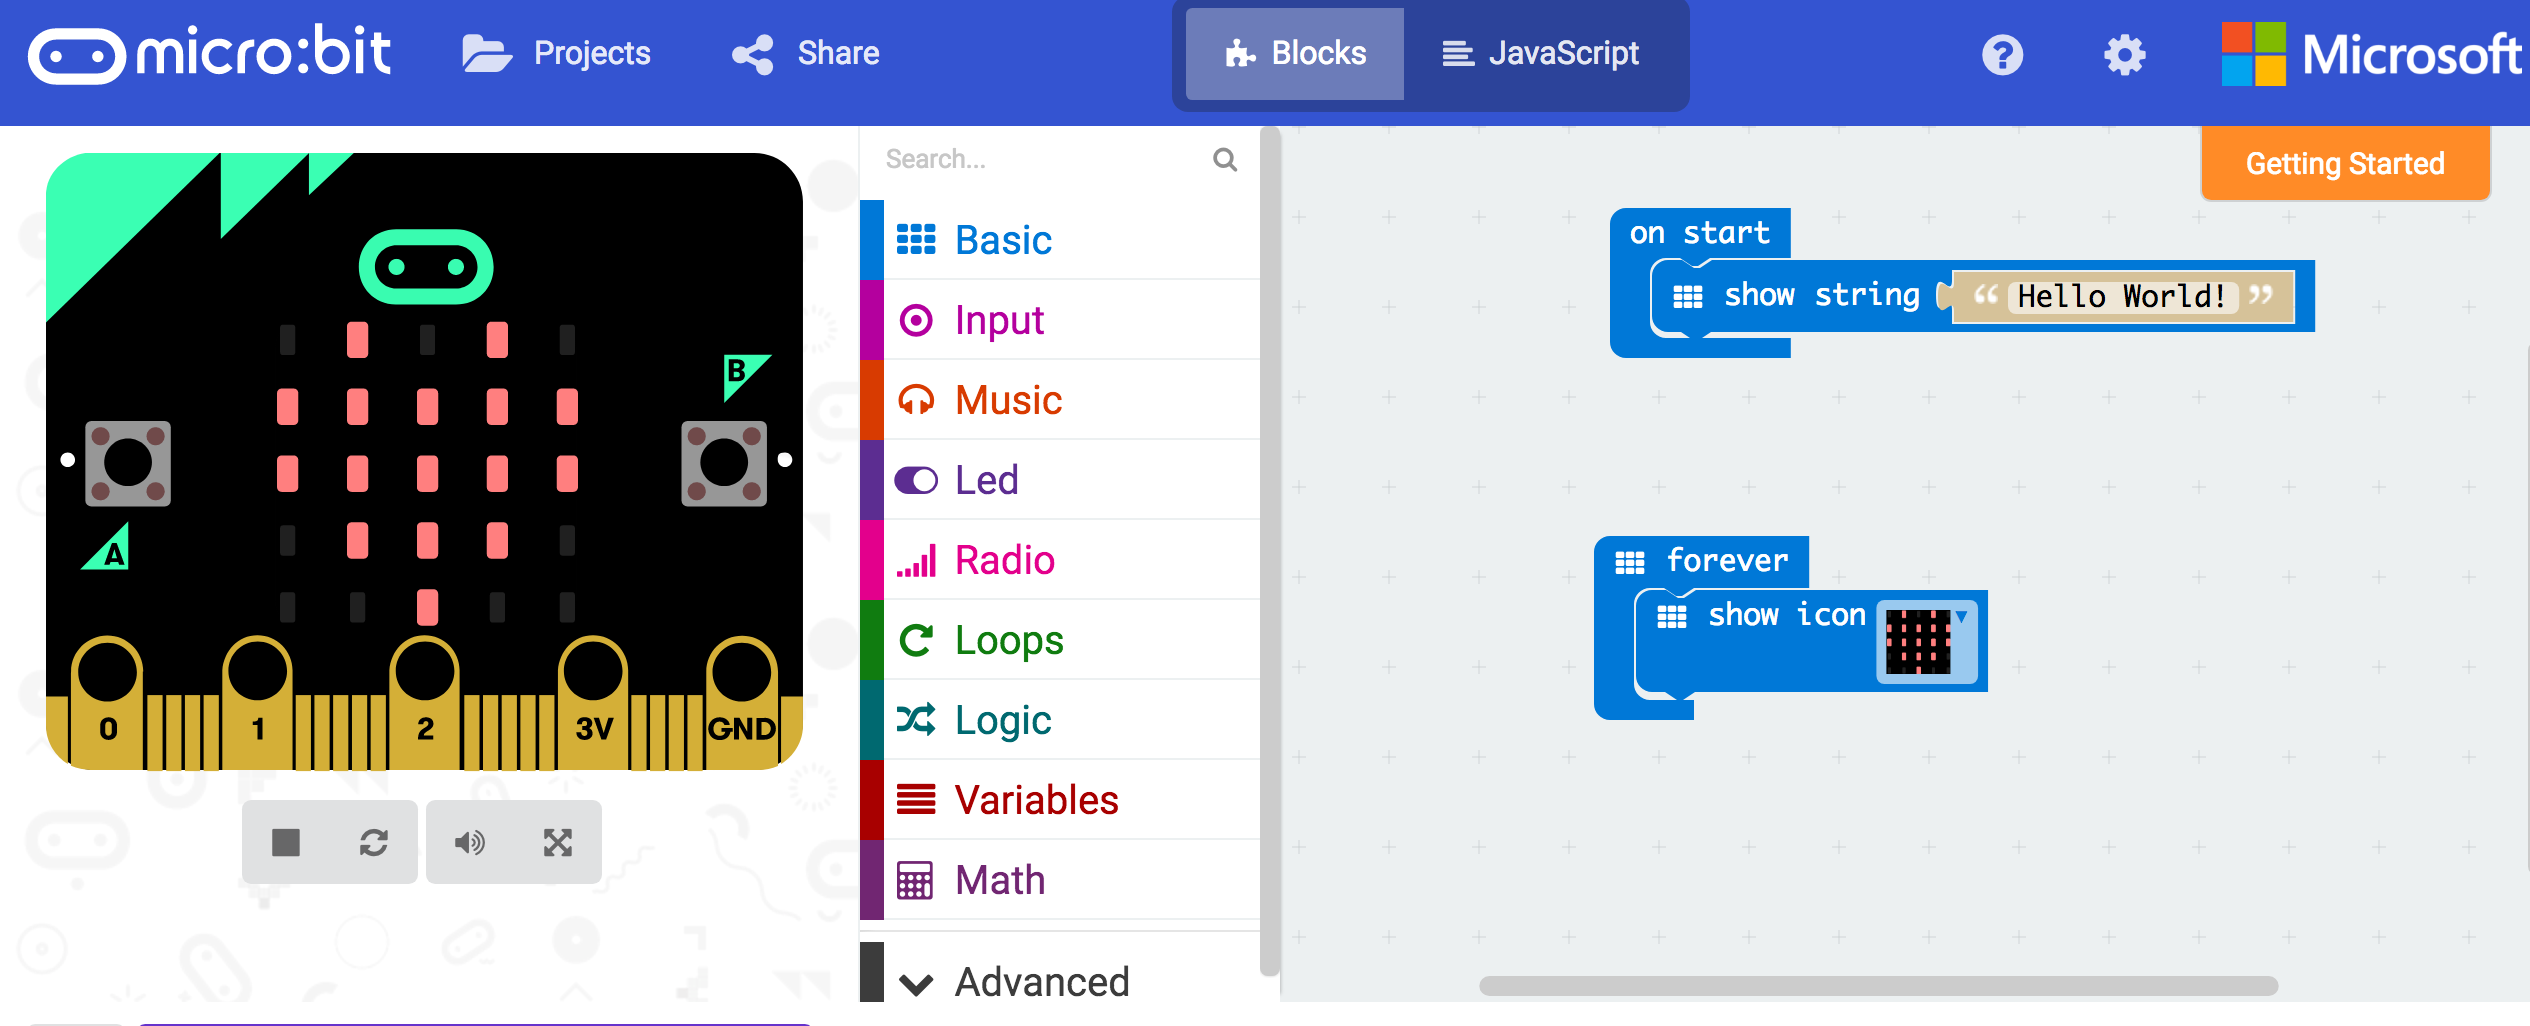 micro:bit Projects Share Blocks JavaScript ? Microsoft
Search...
Getting Started
Basic
Input
Music
Led
Radio
Loops
Logic
Variables
Math
Advanced
B
A
0 1 2 3V GND
on start
show string “ Hello World! ”
forever
show icon